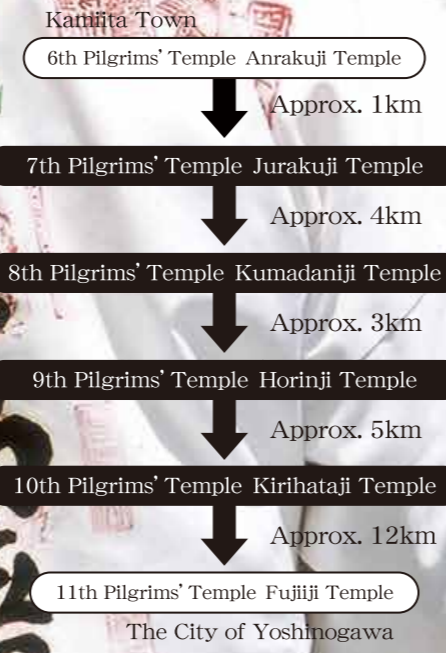 Kamiita Town
6th Pilgrims’ Temple Anrakuji Temple
Approx. 1km
7th Pilgrims’ Temple Jurakuji Temple
Approx. 4km
8th Pilgrims’ Temple Kumadaniji Temple
Approx. 3km
9th Pilgrims’ Temple Horinji Temple
Approx. 5km
10th Pilgrims’ Temple Kirihataji Temple
Approx. 12km
11th Pilgrims’ Temple Fujiiji Temple
The City of Yoshinogawa